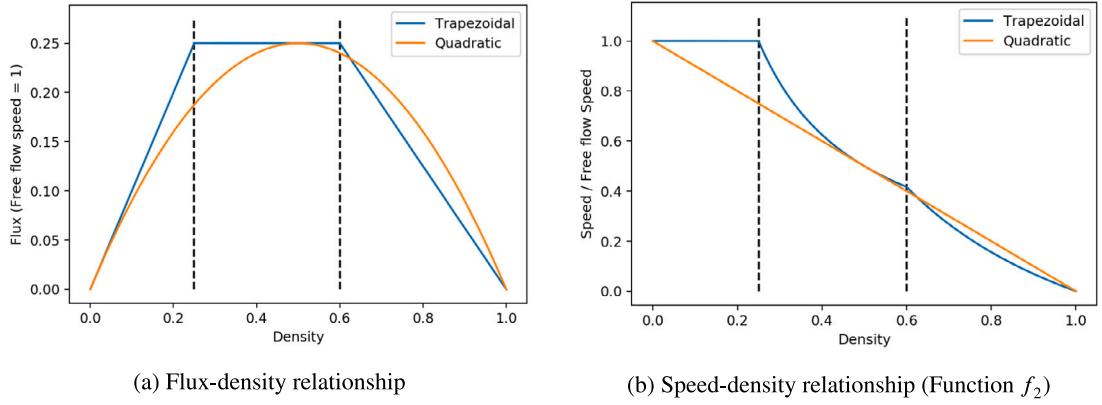 Trapezoidal
Quadratic
0.25
0.20
0.15
0.10
0.05
0.00
Flux (Free flow speed = 1)
0.0 0.2 0.4 0.6 0.8 1.0
Density
(a) Flux-density relationship
Trapezoidal
Quadratic
1.0
0.8
0.6
0.4
0.2
0.0
Speed / Free flow Speed
0.0 0.2 0.4 0.6 0.8 1.0
Density
(b) Speed-density relationship (Function f₂)